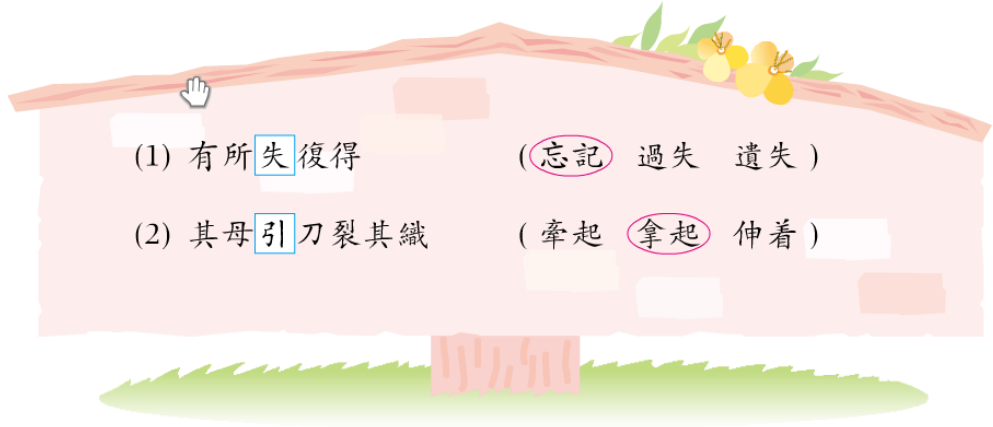 (1) 有所失復得 (忘記 過失 遺失)
(2) 其母引刀裂其織 (牽起 拿起 伸着)